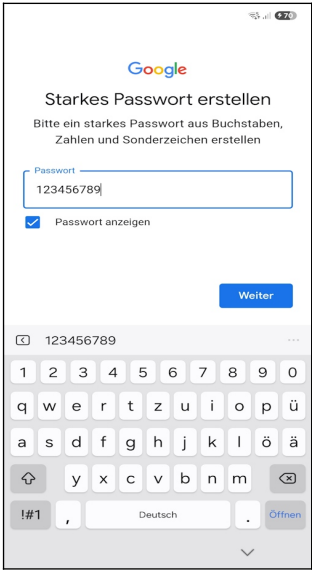 70
Google
Starkes Passwort erstellen
Bitte ein starkes Passwort aus Buchstaben,
Zahlen und Sonderzeichen erstellen
Passwort
123456789
Passwort anzeigen
Weiter
123456789
1 2 3 4 5 6 7 8 9 0
q w e r t z u i o p ü
a s d f g h j k l ö ä
y x c v b n m
!#1 , Deutsch . Öffnen